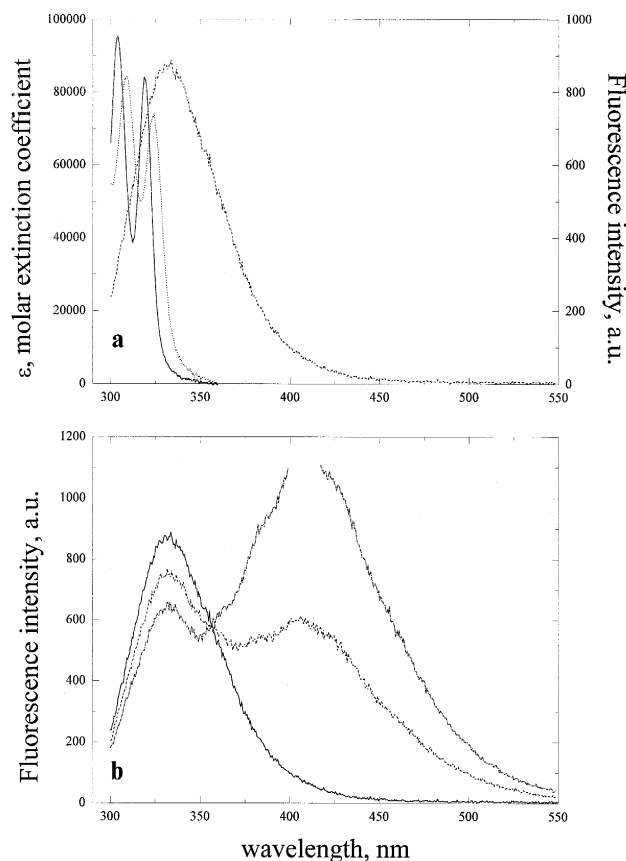 100000
80000
60000
40000
20000
0
ε, molar extinction coefficient
1000
800
600
400
200
0
Fluorescence intensity, a.u.
a
300 350 400 450 500 550
1200
1000
800
600
400
200
0
Fluorescence intensity, a.u.
b
300 350 400 450 500 550
wavelength, nm